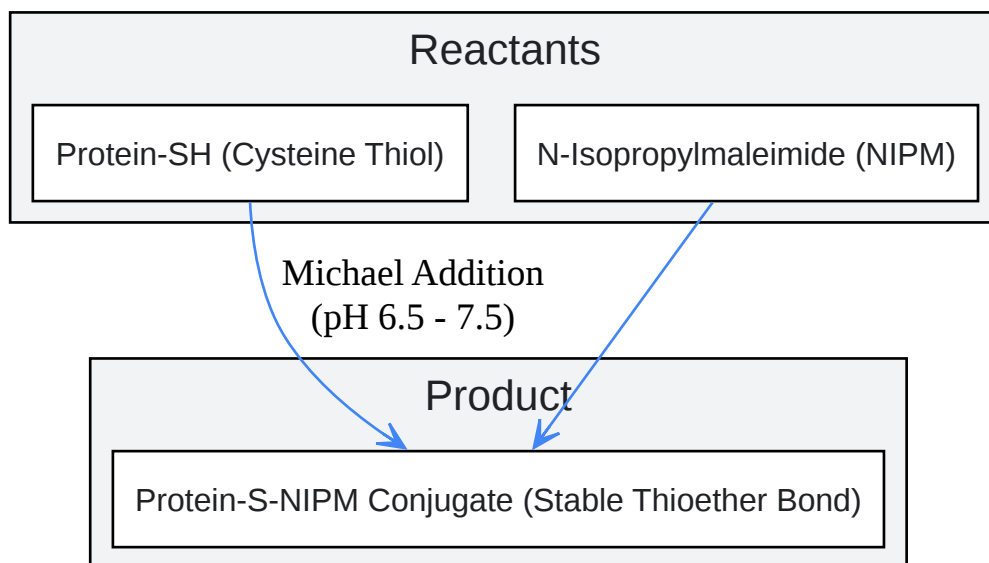 Reactants
Protein-SH (Cysteine Thiol)
N-Isopropylmaleimide (NIPM)
Michael Addition
(pH 6.5 - 7.5)
Product
Protein-S-NIPM Conjugate (Stable Thioether Bond)